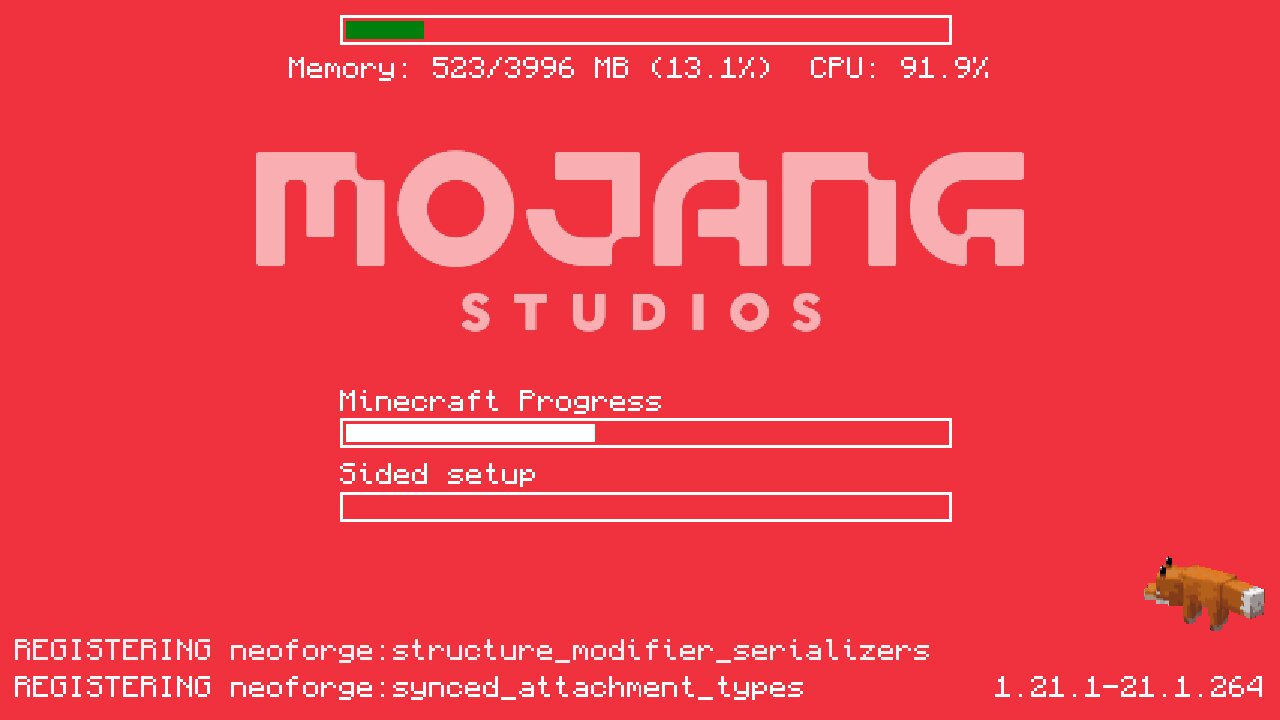 Memory: 523/3996 MB (13.1%)  CPU: 91.9%
MOJANG
STUDIOS
Minecraft Progress
Sided setup
REGISTERING neoforge:structure_modifier_serializers
REGISTERING neoforge:synced_attachment_types
1.21.1-21.1.264